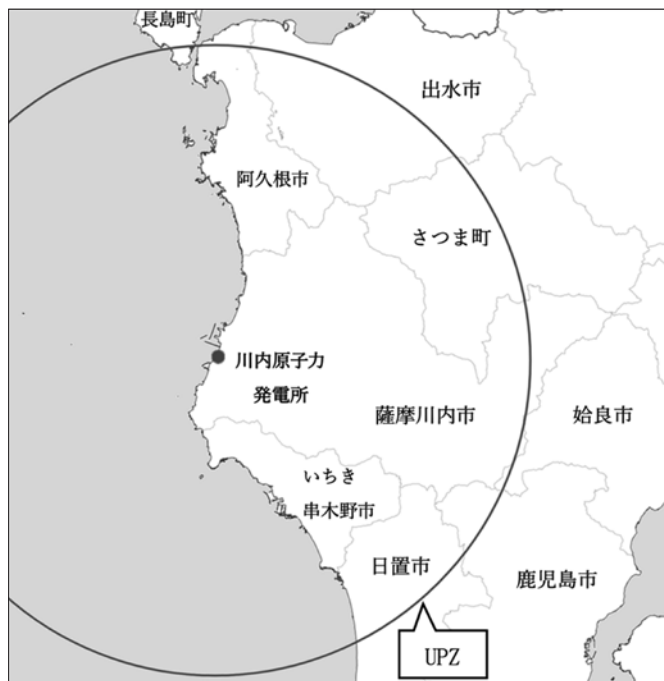 長島町
出水市
阿久根市
さつま町
川内原子力
発電所
薩摩川内市
姶良市
いちき
串木野市
日置市
鹿児島市
UPZ